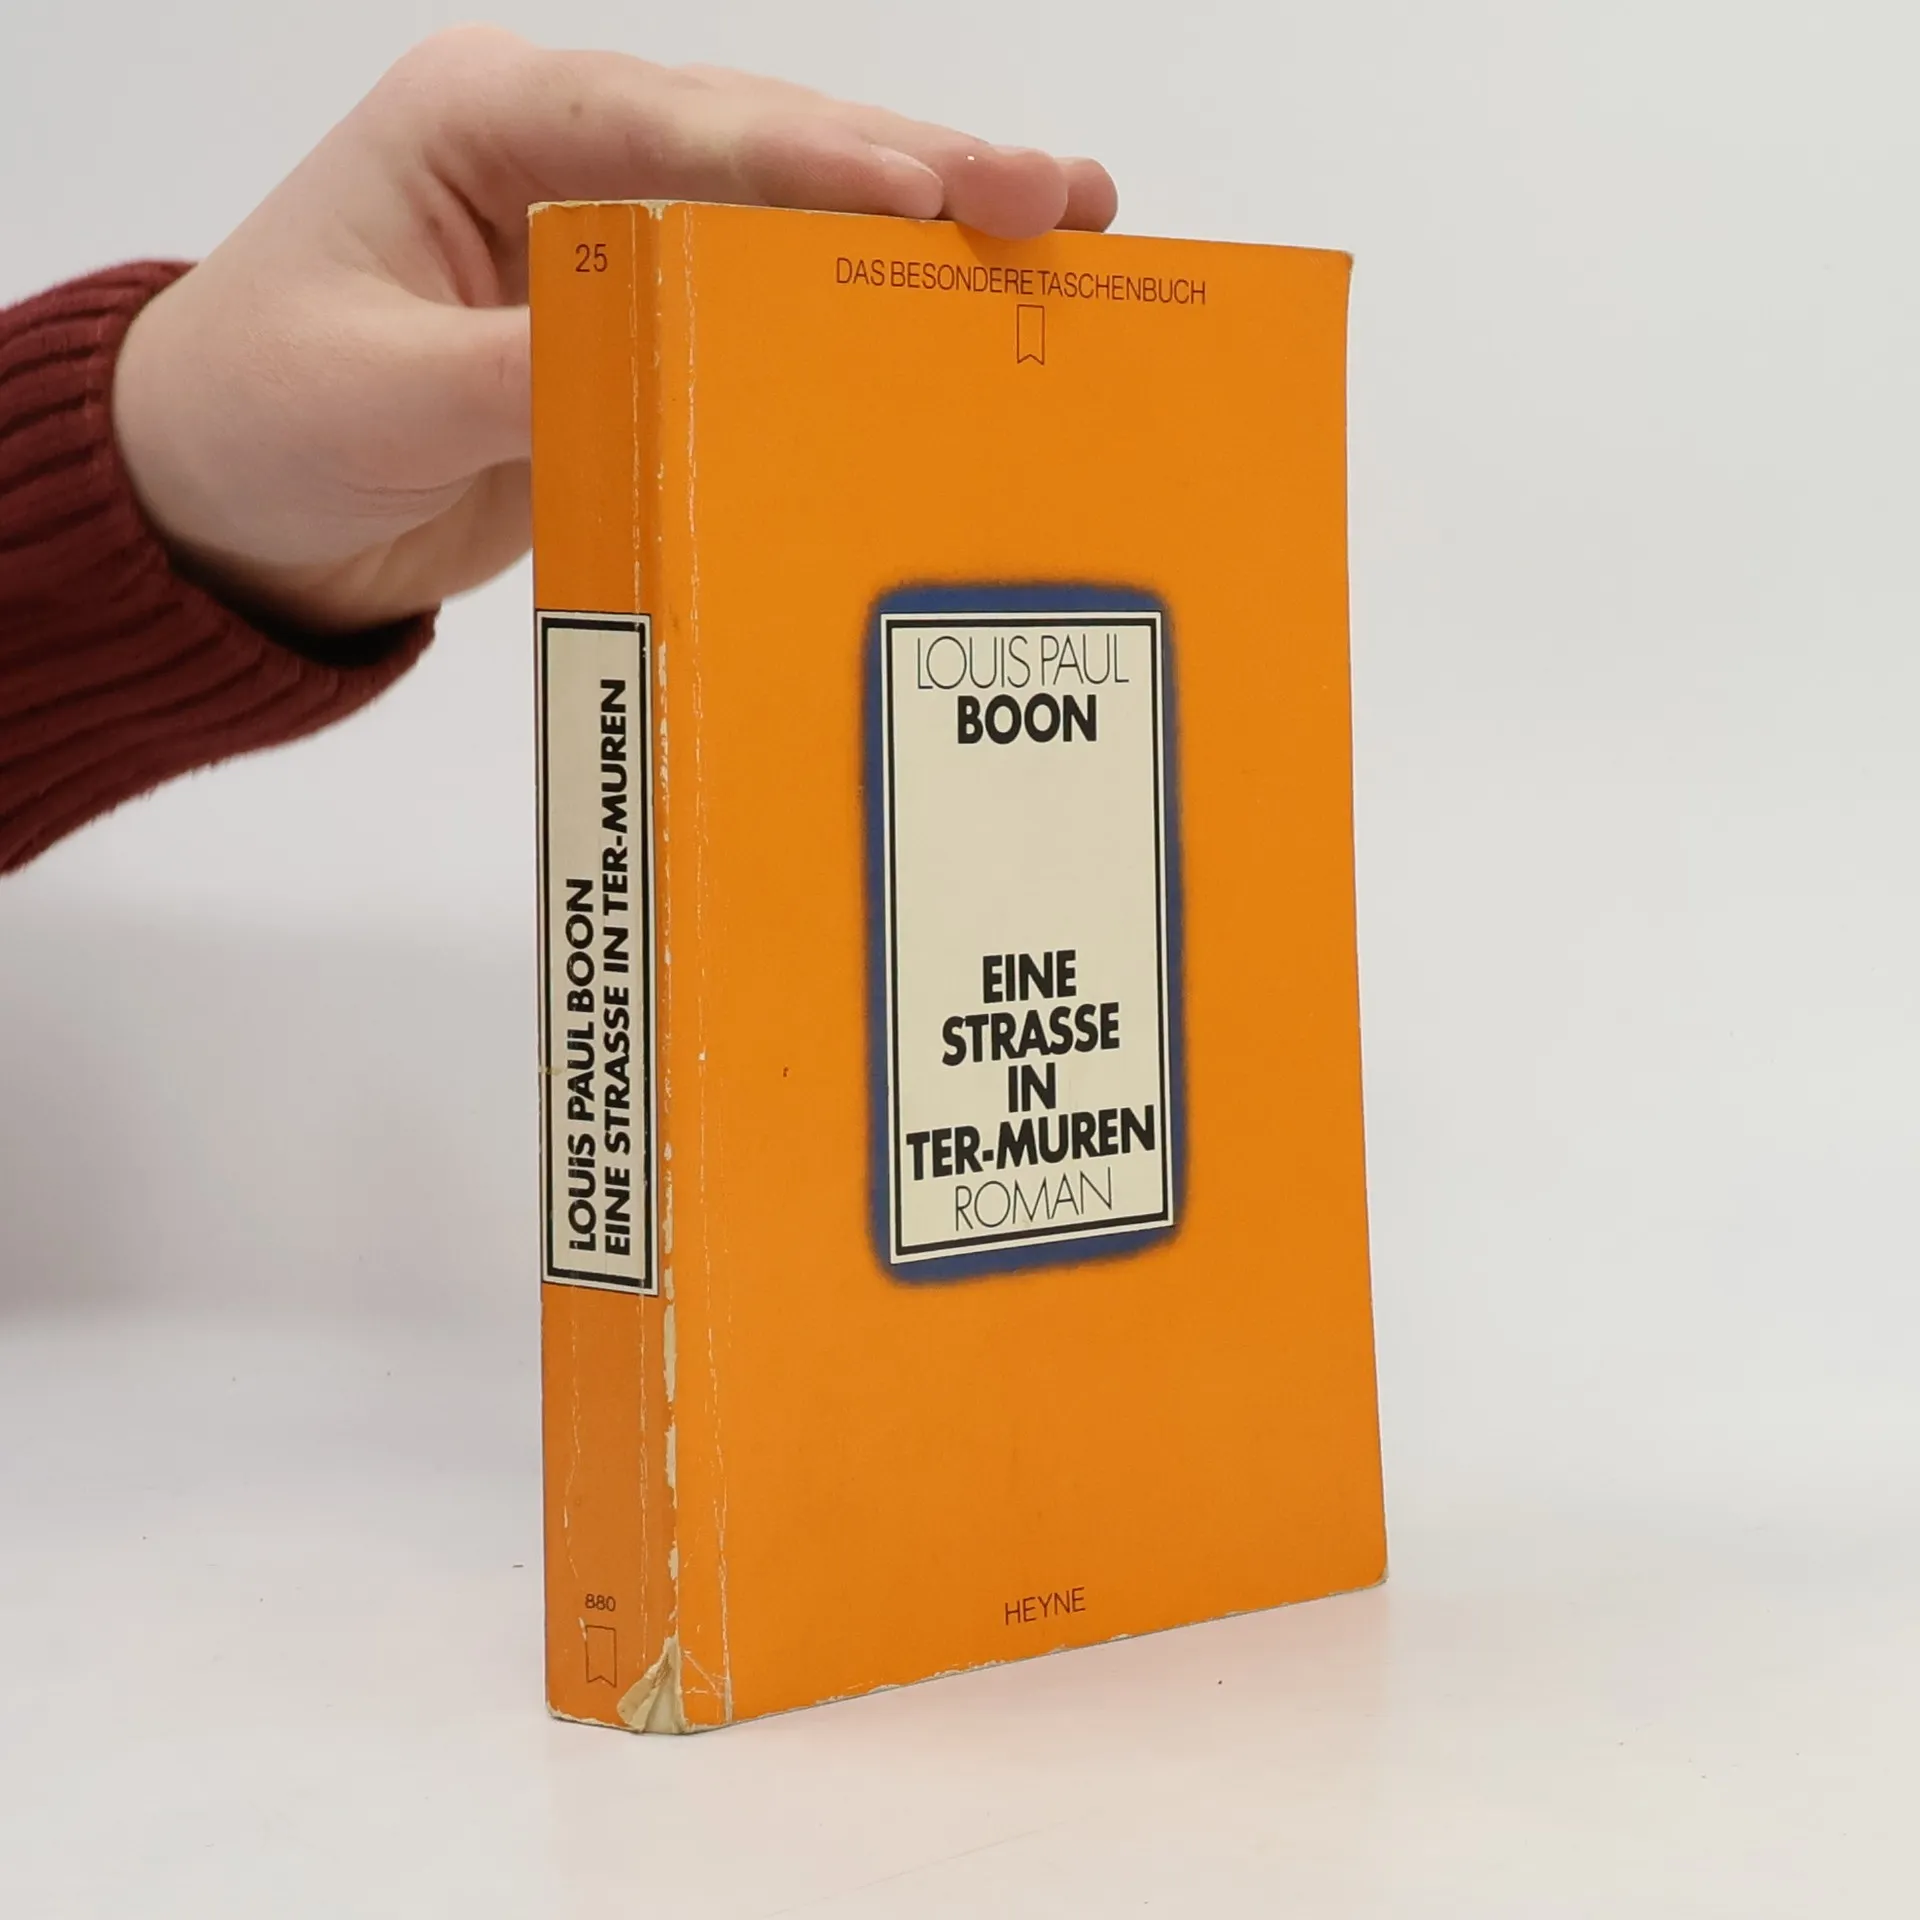 25
LOUIS PAUL BOON
EINE STRASSE IN TER-MUREN
880
DAS BESONDERE TASCHENBUCH
LOUIS PAUL
BOON
EINE
STRASSE
IN
TER-MUREN
ROMAN
HEYNE